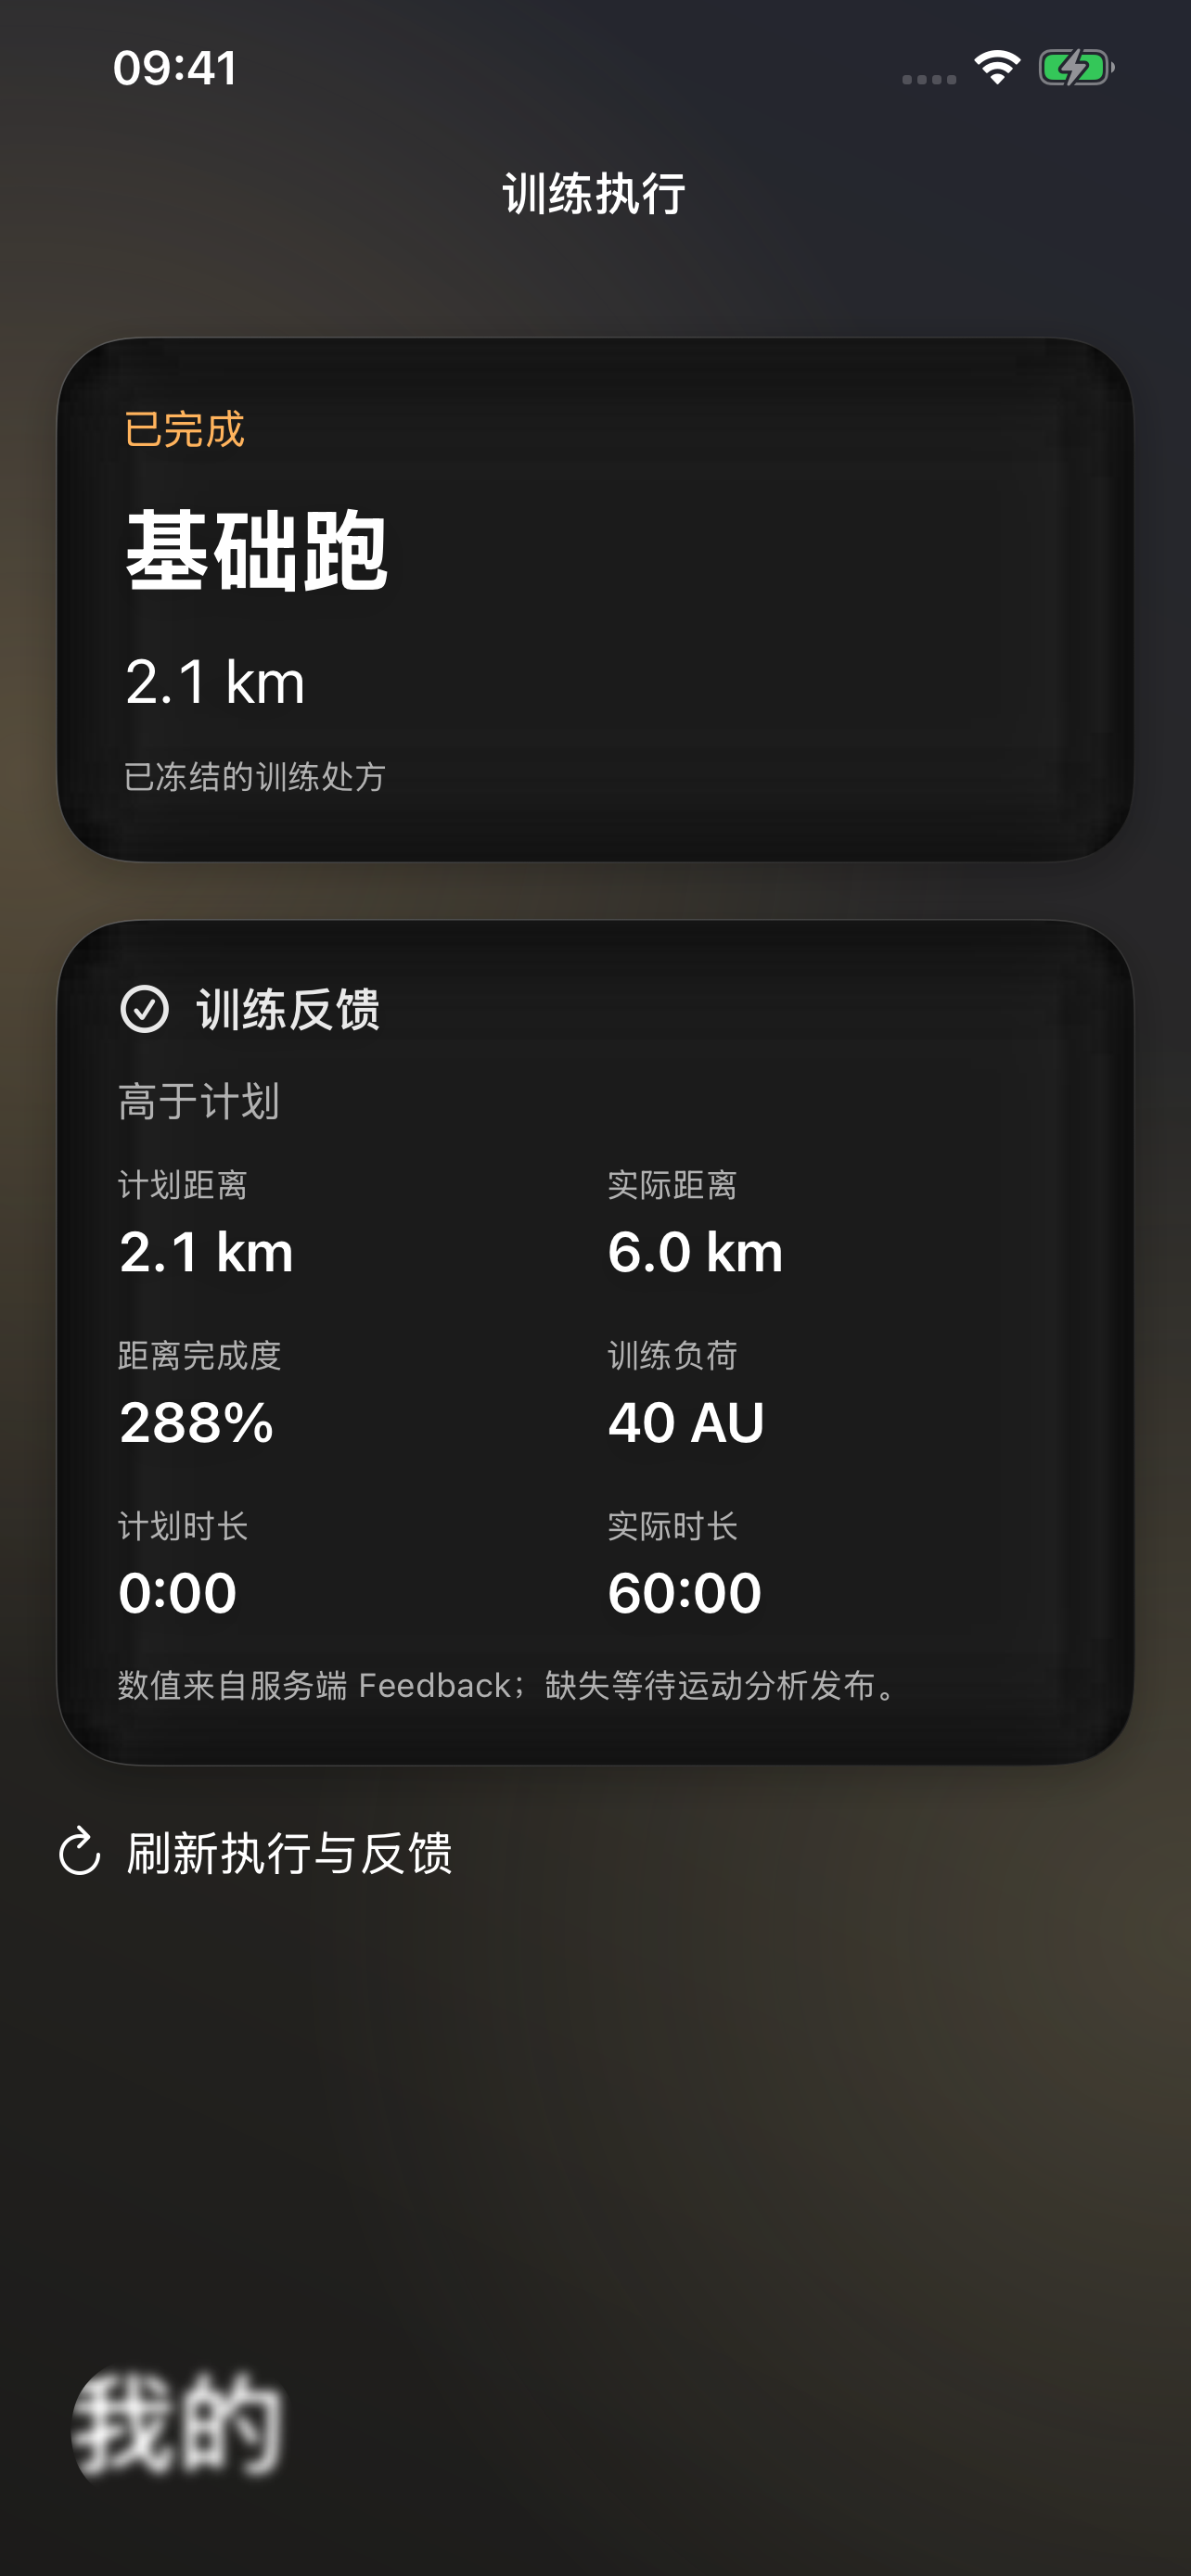 09:41
训练执行
已完成
基础跑
2.1 km
已冻结的训练处方
训练反馈
高于计划
计划距离
实际距离
2.1 km
6.0 km
距离完成度
训练负荷
288%
40 AU
计划时长
实际时长
0:00
60:00
数值来自服务端 Feedback；缺失等待运动分析发布。
刷新执行与反馈
我的